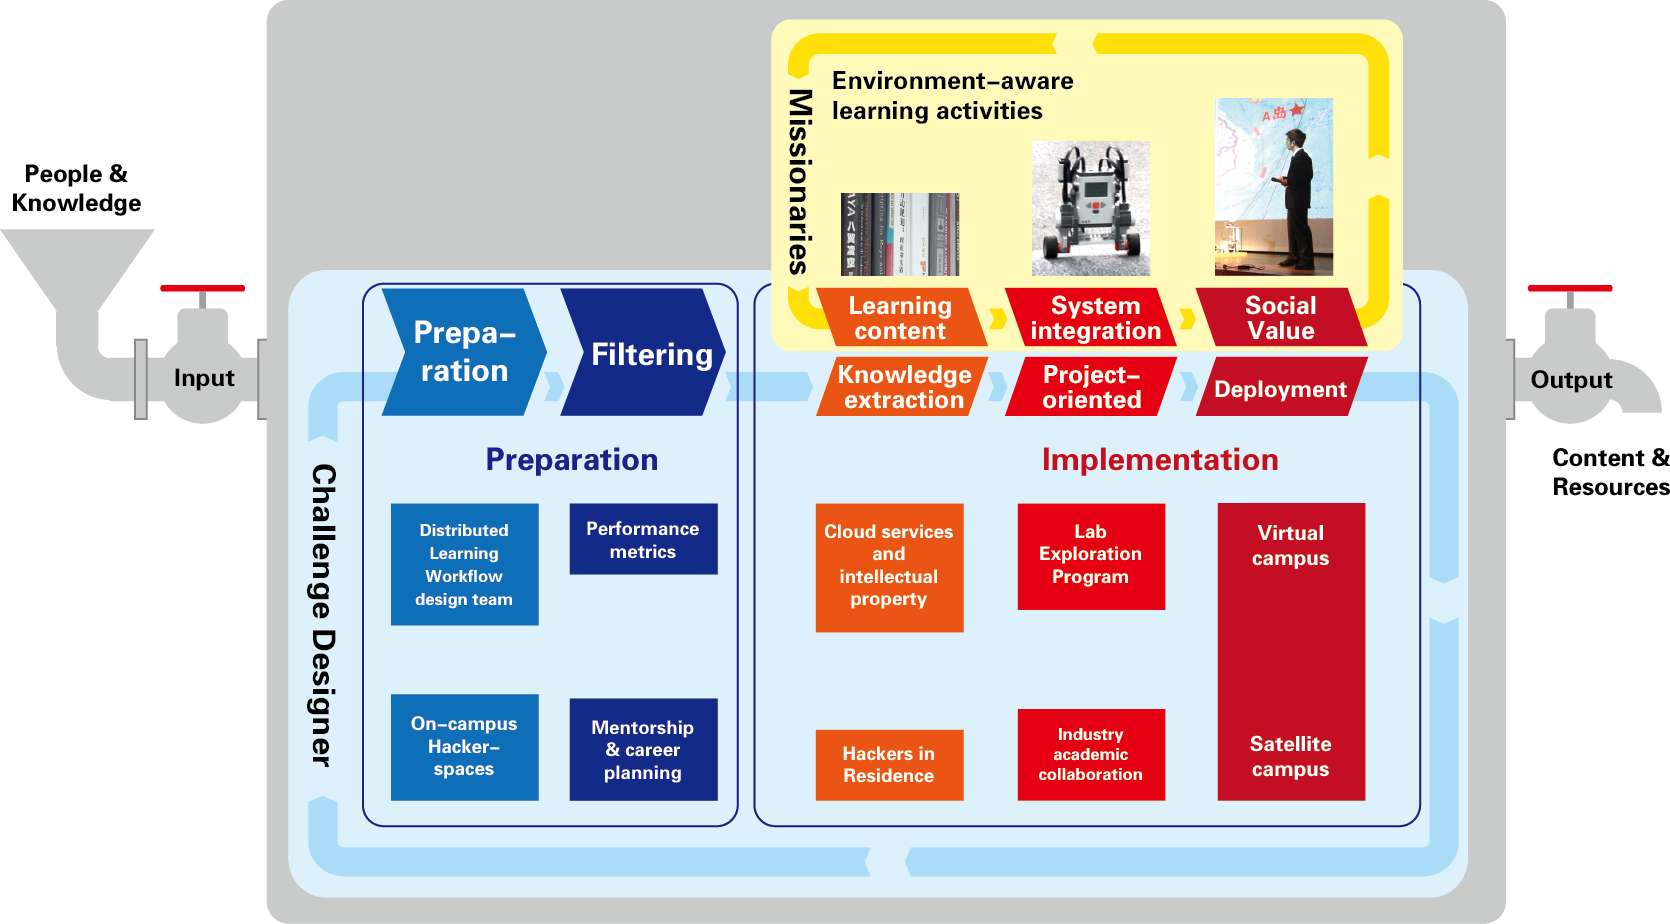 People &
Knowledge
Input
Missionaries
Environment–aware
learning activities
A岛★
Learning
content
System
integration
Social
Value
Prepa–
ration
Filtering
Knowledge
extraction
Project–
oriented
Deployment
Output
Content &
Resources
Challenge Designer
Preparation
Implementation
Distributed
Learning
Workflow
design team
Performance
metrics
Cloud services
and
intellectual
property
Lab
Exploration
Program
Virtual
campus
On–campus
Hacker–
spaces
Mentorship
& career
planning
Hackers in
Residence
Industry
academic
collaboration
Satellite
campus